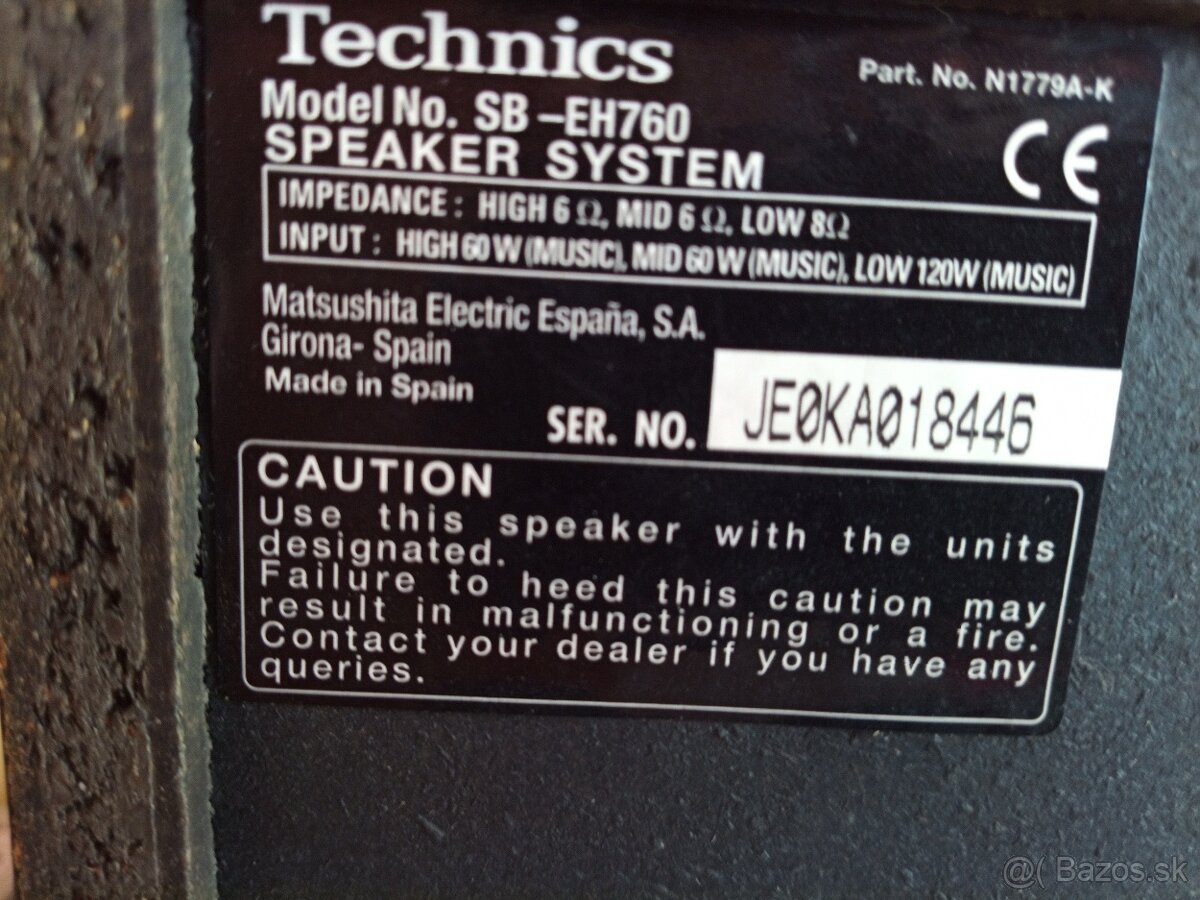 Technics
Part. No. N1779A-K
Model No. SB-EH760
SPEAKER SYSTEM
CE
IMPEDANCE : HIGH 6 Ω, MID 6 Ω, LOW 8Ω
INPUT : HIGH 60 W (MUSIC), MID 60 W (MUSIC), LOW 120W (MUSIC)
Matsushita Electric España, S.A.
Girona- Spain
Made in Spain
SER. NO. JE0KA018446
CAUTION
Use this speaker with the units
designated.
Failure to heed this caution may
result in malfunctioning or a fire.
Contact your dealer if you have any
queries.
@( Bazos.sk